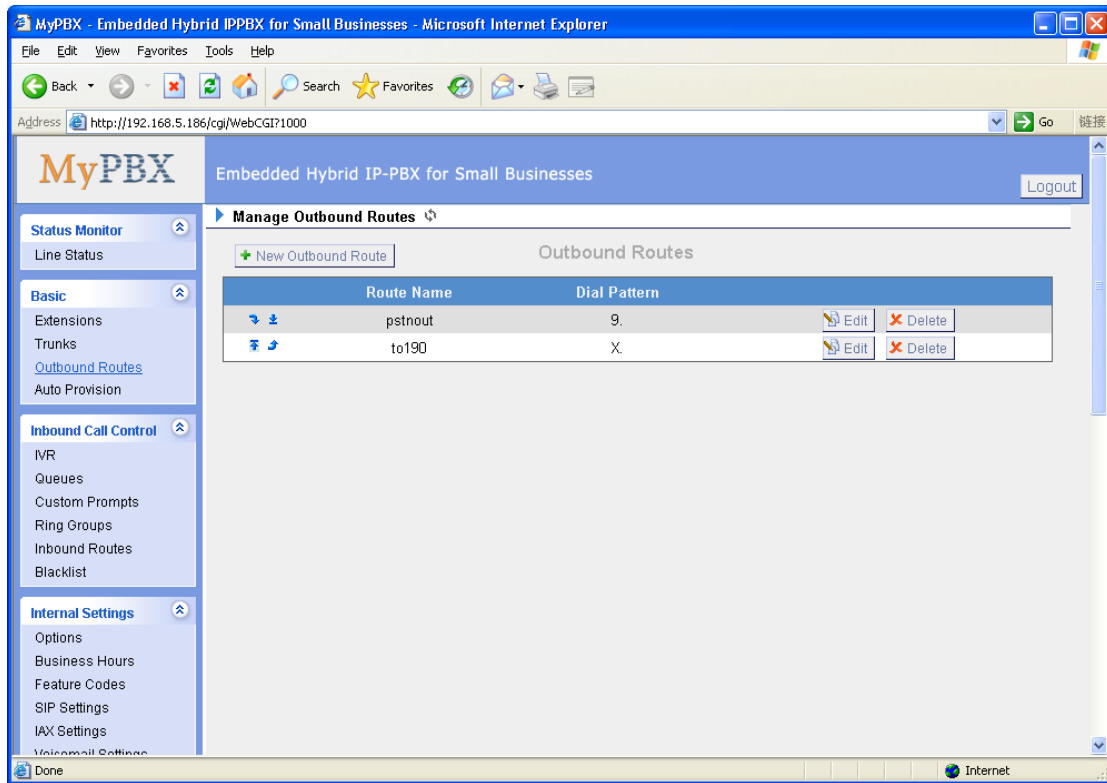 MyPBX - Embedded Hybrid IPPBX for Small Businesses - Microsoft Internet Explorer
File Edit View Favorites Tools Help
Back Search Favorites
Address http://192.168.5.186/cgi/WebCGI?1000 Go 链接
MyPBX Embedded Hybrid IP-PBX for Small Businesses
Logout
Manage Outbound Routes
Status Monitor
Line Status
Basic
Extensions
Trunks
Outbound Routes
Auto Provision
Inbound Call Control
IVR
Queues
Custom Prompts
Ring Groups
Inbound Routes
Blacklist
Internal Settings
Options
Business Hours
Feature Codes
SIP Settings
IAX Settings
Voicemail Settings
New Outbound Route Outbound Routes
Route Name Dial Pattern
pstnout 9. Edit Delete
to190 X. Edit Delete
Done Internet